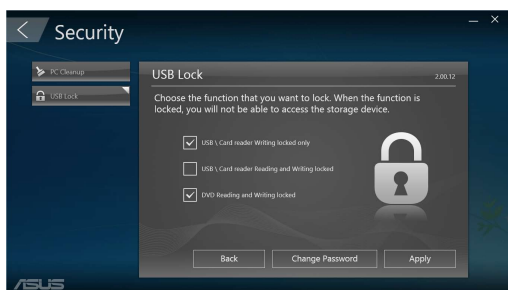 Security
PC Cleanup
USB Lock
USB Lock
2.00.12
Choose the function that you want to lock. When the function is
locked, you will not be able to access the storage device.
USB \ Card reader Writing locked only
USB \ Card reader Reading and Writing locked
DVD Reading and Writing locked
Back
Change Password
Apply
ASUS